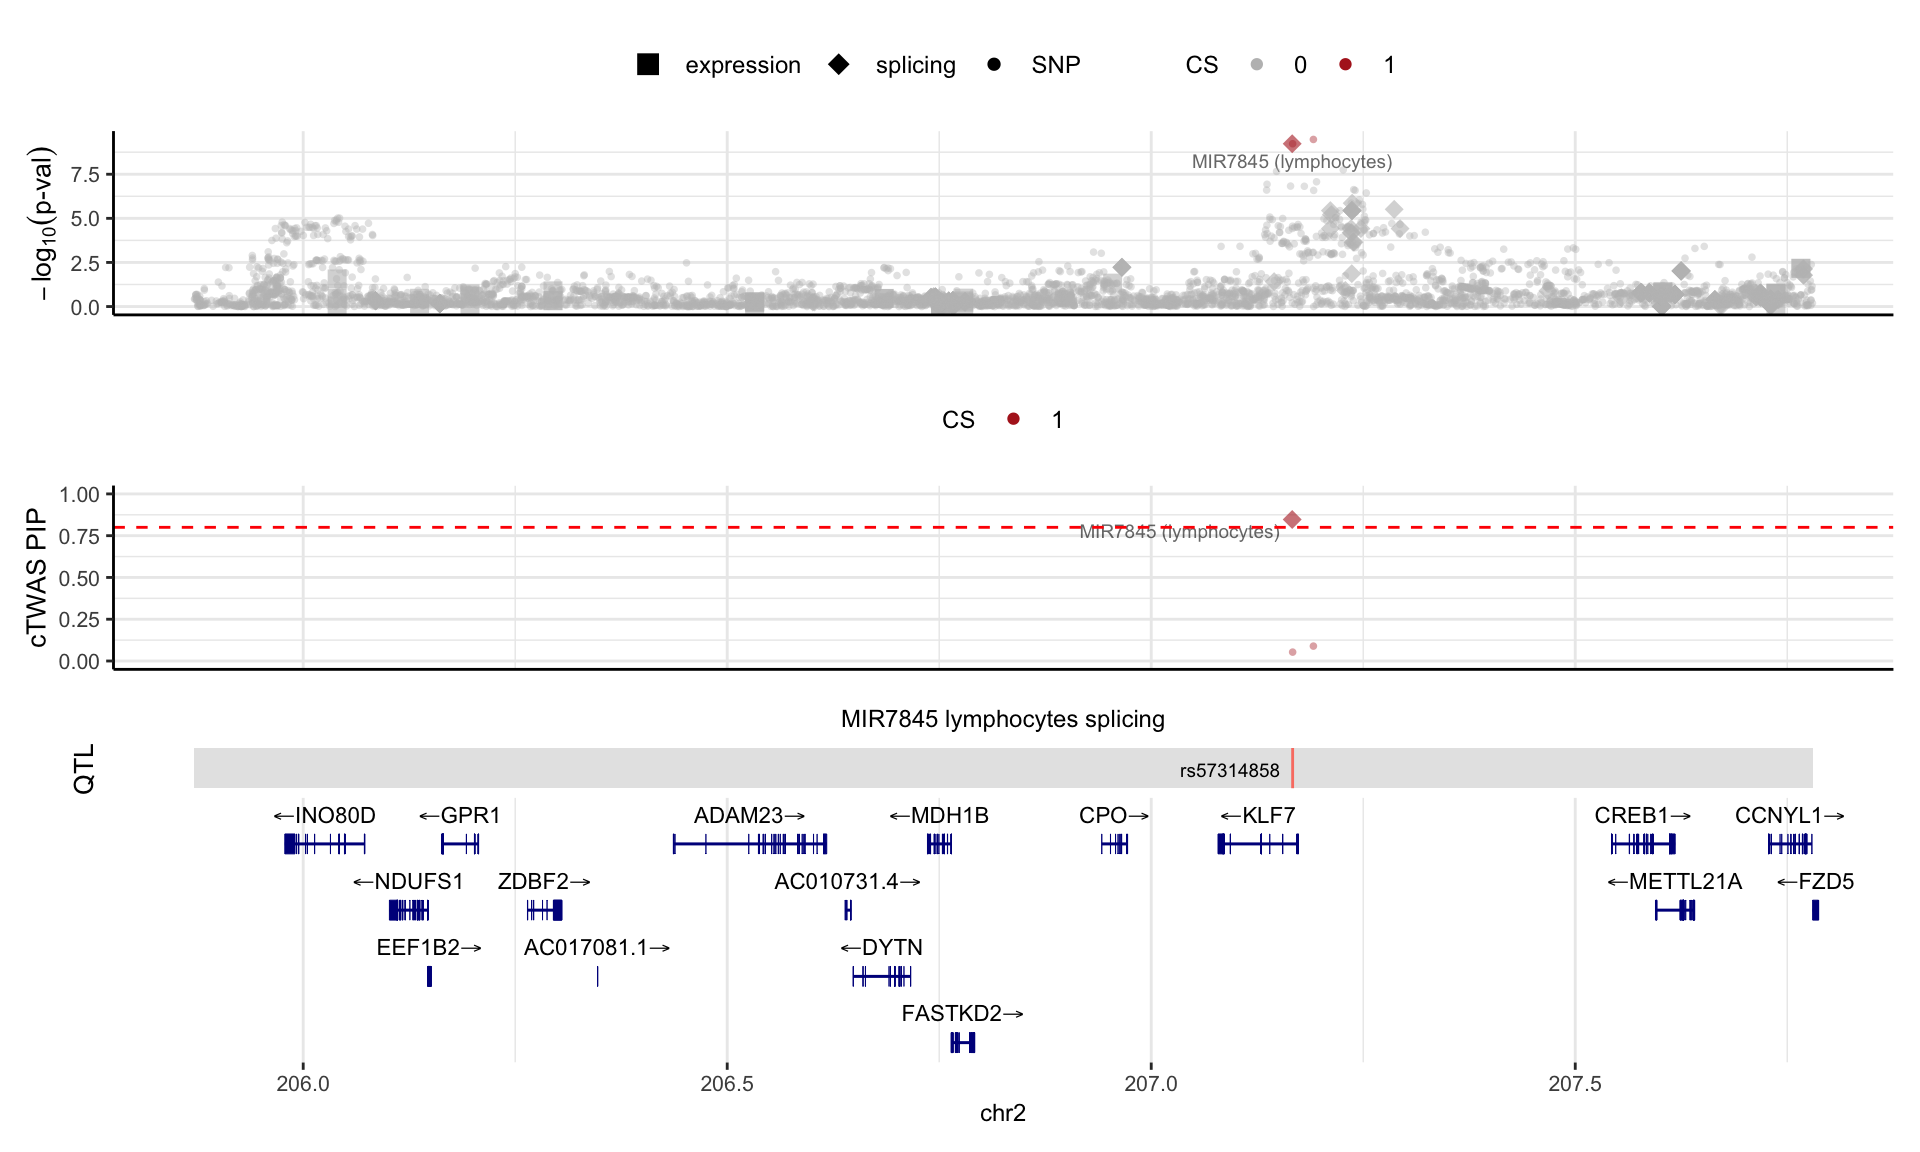 expression splicing SNP CS 0 1
−log10(p-val)
7.5
5.0
2.5
0.0
MIR7845 (lymphocytes)
CS 1
cTWAS PIP
1.00
0.75
0.50
0.25
0.00
MIR7845 (lymphocytes)
MIR7845 lymphocytes splicing
QTL
rs57314858
←INO80D ←GPR1 ADAM23→ ←MDH1B CPO→ ←KLF7 CREB1→ CCNYL1→
←NDUFS1 ZDBF2→ AC010731.4→ ←METTL21A ←FZD5
EEF1B2→ AC017081.1→ ←DYTN
FASTKD2→
206.0 206.5 207.0 207.5
chr2